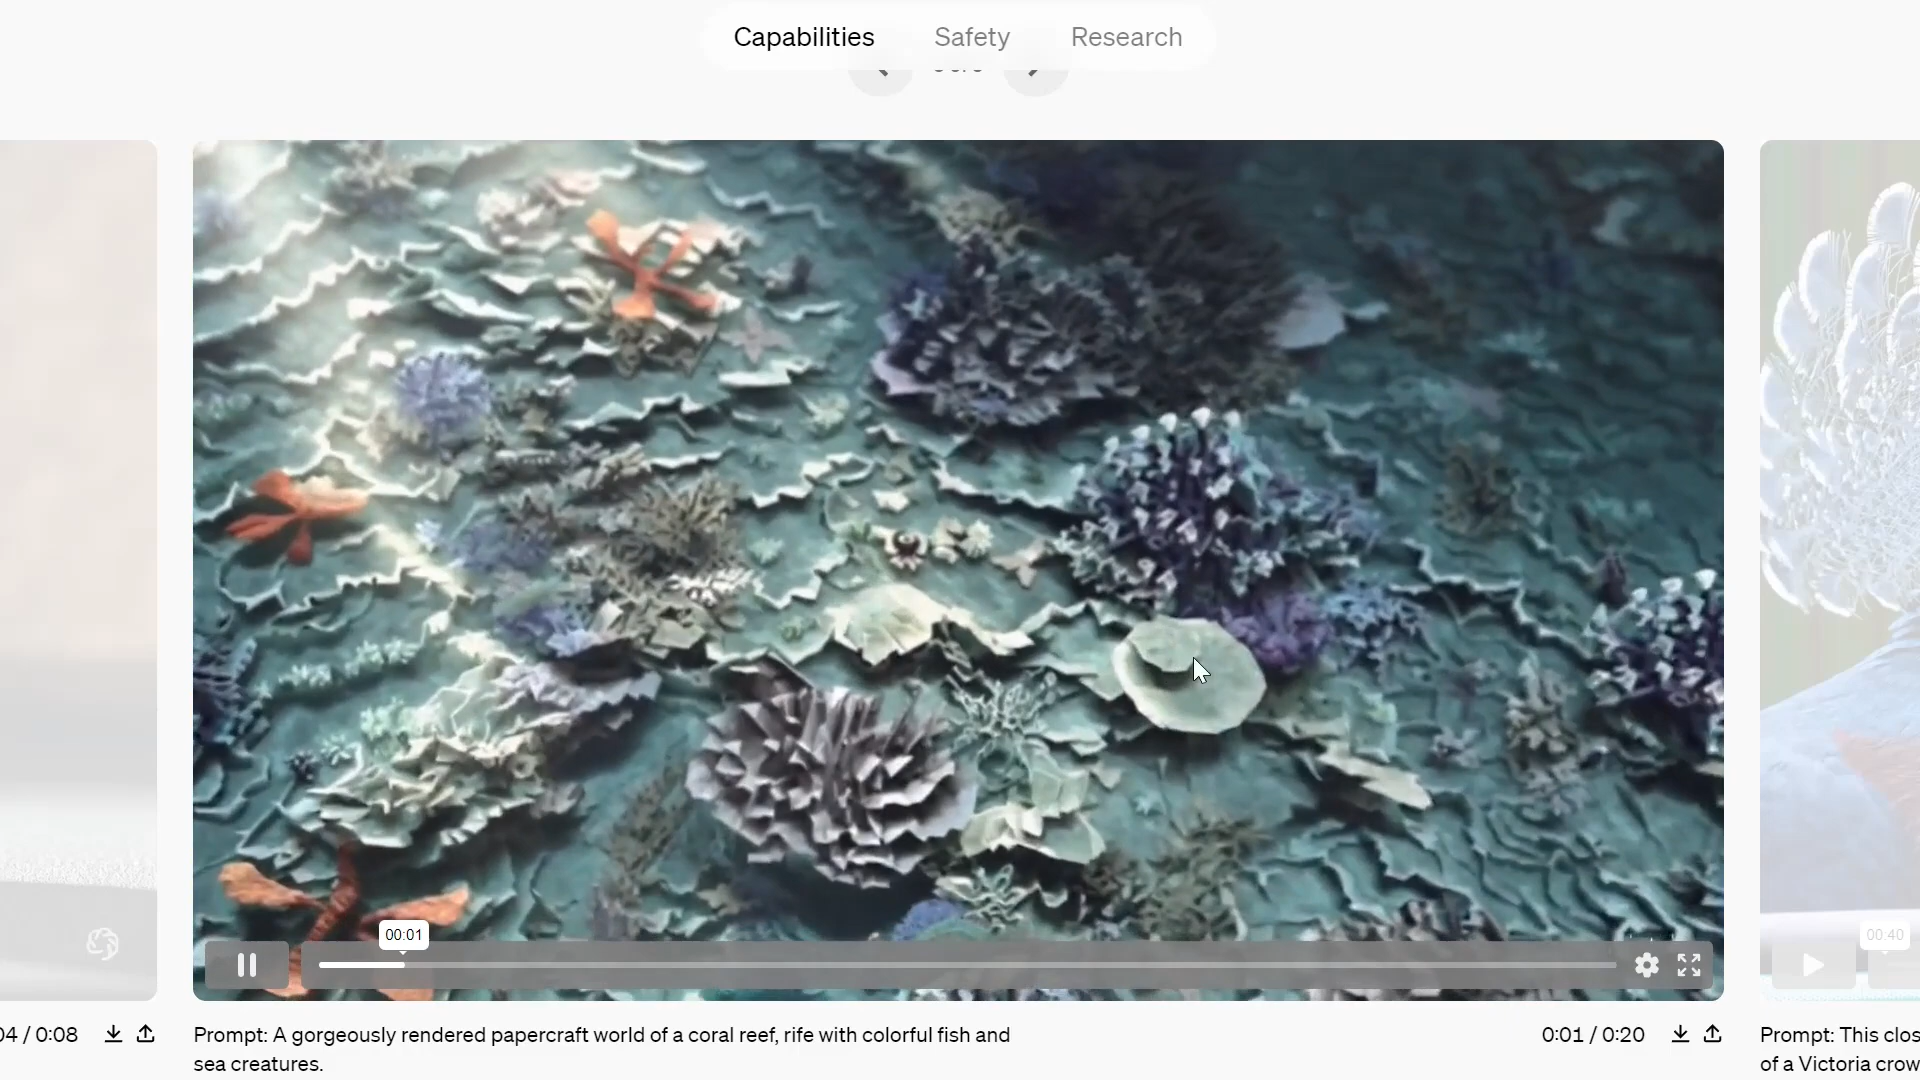 Capabilities
Safety
Research
00:01
00:40
04 / 0:08
Prompt: A gorgeously rendered papercraft world of a coral reef, rife with colorful fish and
sea creatures.
0:01 / 0:20
Prompt: This clos
of a Victoria crow